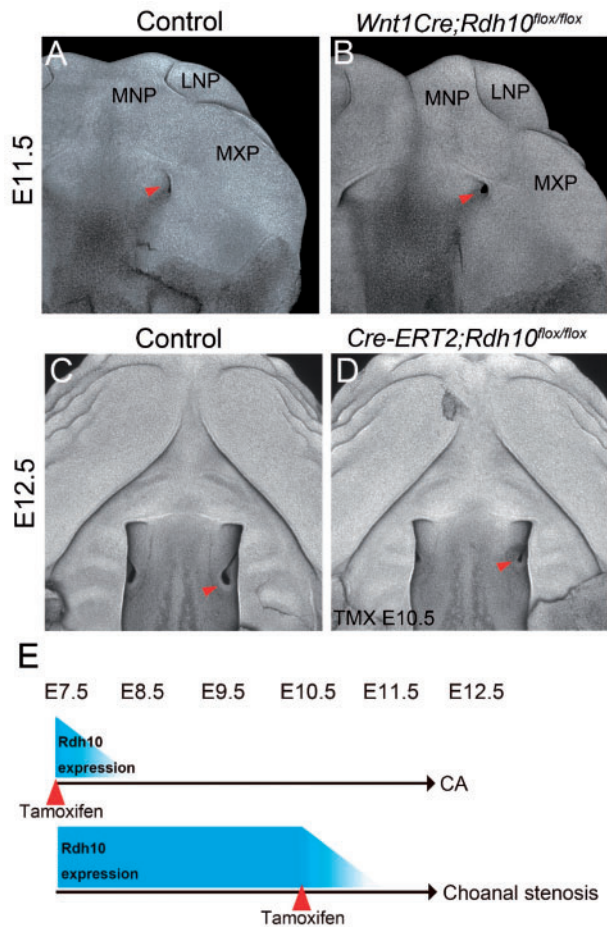 Control
Wnt1Cre;Rdh10flox/flox
A
MNP
LNP
MXP
B
MNP
LNP
MXP
E11.5
Control
Cre-ERT2;Rdh10flox/flox
C
D
TMX E10.5
E12.5
E
E7.5 E8.5 E9.5 E10.5 E11.5 E12.5
Rdh10
expression
CA
Tamoxifen
Rdh10
expression
Choanal stenosis
Tamoxifen